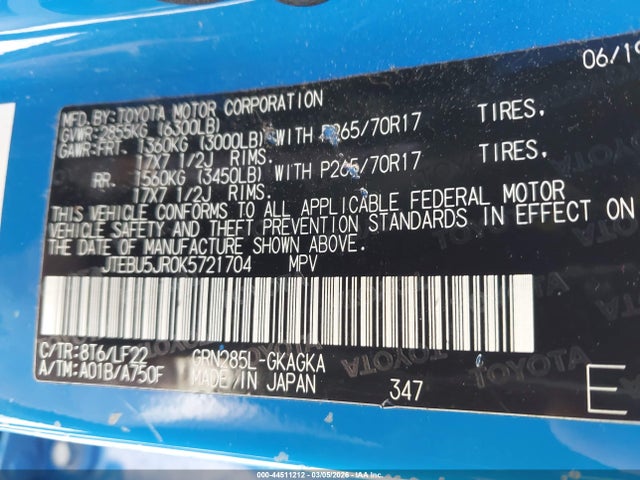 06/19
MFD.BY:TOYOTA MOTOR CORPORATION
GVWR:2855KG (6300LB)
GAWR:FRT. 1360KG (3000LB) WITH P265/70R17 TIRES,
17X7 1/2J RIMS.
RR. 1560KG (3450LB) WITH P265/70R17 TIRES,
17X7 1/2J RIMS.
THIS VEHICLE CONFORMS TO ALL APPLICABLE FEDERAL MOTOR
VEHICLE SAFETY AND THEFT PREVENTION STANDARDS IN EFFECT ON
THE DATE OF MANUFACTURE SHOWN ABOVE.
JTEBU5JR0K5721704 MPV
C/TR:8T6/LF22 GRN285L-GKAGKA
A/TM:A01B/A750F MADE IN JAPAN 347 E
000-44511212 - 03/05/2026 - IAA Inc.